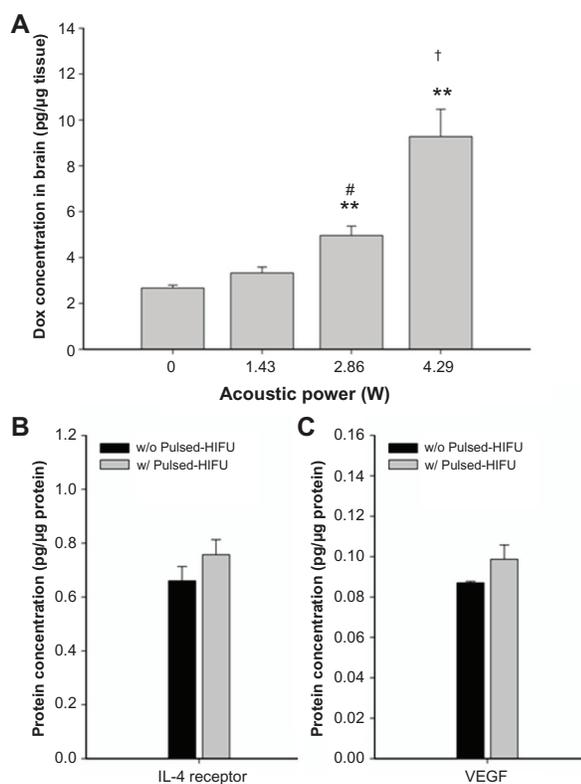 A
Dox concentration in brain (pg/µg tissue)
14
12
10
8
6
4
2
0
#
**
†
**
0 1.43 2.86 4.29
Acoustic power (W)
B
Protein concentration (pg/µg protein)
1.2
1.0
0.8
0.6
0.4
0.2
0.0
w/o Pulsed-HIFU
w/ Pulsed-HIFU
IL-4 receptor
C
Protein concentration (pg/µg protein)
0.16
0.14
0.12
0.10
0.08
0.06
0.04
0.02
0.00
w/o Pulsed-HIFU
w/ Pulsed-HIFU
VEGF